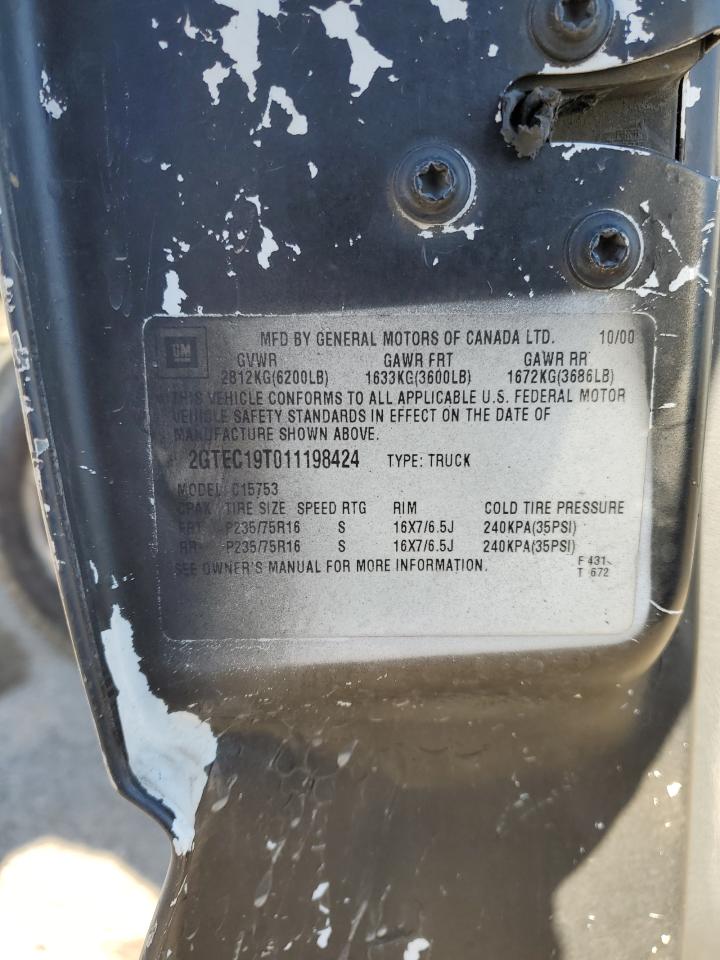 GM
MFD BY GENERAL MOTORS OF CANADA LTD. 10/00
GVWR GAWR FRT GAWR RR
2812KG(6200LB) 1633KG(3600LB) 1672KG(3686LB)
THIS VEHICLE CONFORMS TO ALL APPLICABLE U.S. FEDERAL MOTOR
VEHICLE SAFETY STANDARDS IN EFFECT ON THE DATE OF
MANUFACTURE SHOWN ABOVE.
2GTEC19T011198424 TYPE: TRUCK
MODEL C15753
CPAK TIRE SIZE SPEED RTG RIM COLD TIRE PRESSURE
FRT P235/75R16 S 16X7/6.5J 240KPA(35PSI)
RR P235/75R16 S 16X7/6.5J 240KPA(35PSI)
SEE OWNER'S MANUAL FOR MORE INFORMATION. F 431
T 672